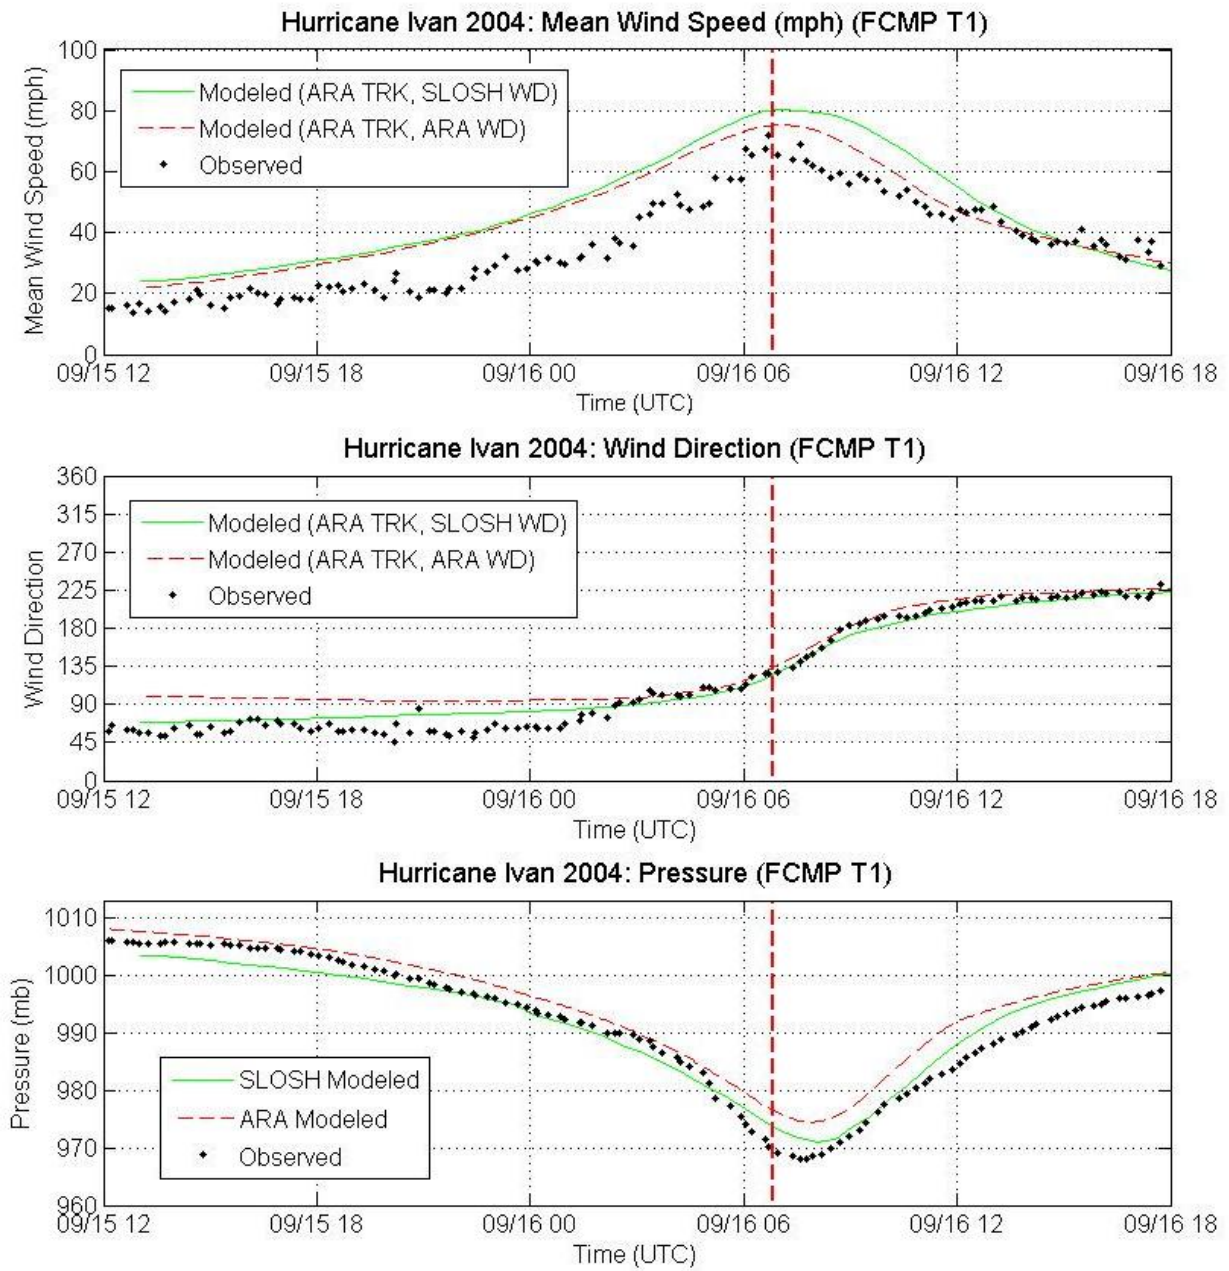 Hurricane Ivan 2004: Mean Wind Speed (mph) (FCMP T1)
Mean Wind Speed (mph)
100
80
60
40
20
0
Modeled (ARA TRK, SLOSH WD)
Modeled (ARA TRK, ARA WD)
Observed
09/15 12 09/15 18 09/16 00 09/16 06 09/16 12 09/16 18
Time (UTC)
Hurricane Ivan 2004: Wind Direction (FCMP T1)
Wind Direction
360
315
270
225
180
135
90
45
0
Modeled (ARA TRK, SLOSH WD)
Modeled (ARA TRK, ARA WD)
Observed
09/15 12 09/15 18 09/16 00 09/16 06 09/16 12 09/16 18
Time (UTC)
Hurricane Ivan 2004: Pressure (FCMP T1)
Pressure (mb)
1010
1000
990
980
970
960
SLOSH Modeled
ARA Modeled
Observed
09/15 12 09/15 18 09/16 00 09/16 06 09/16 12 09/16 18
Time (UTC)